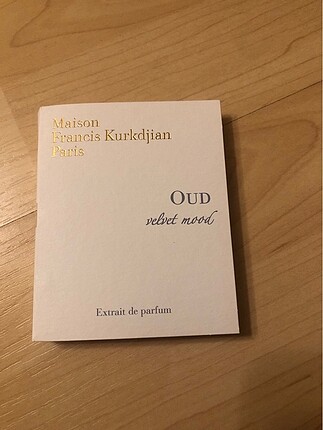 Maison
Francis Kurkdjian
Paris
OUD
velvet mood
Extrait de parfum